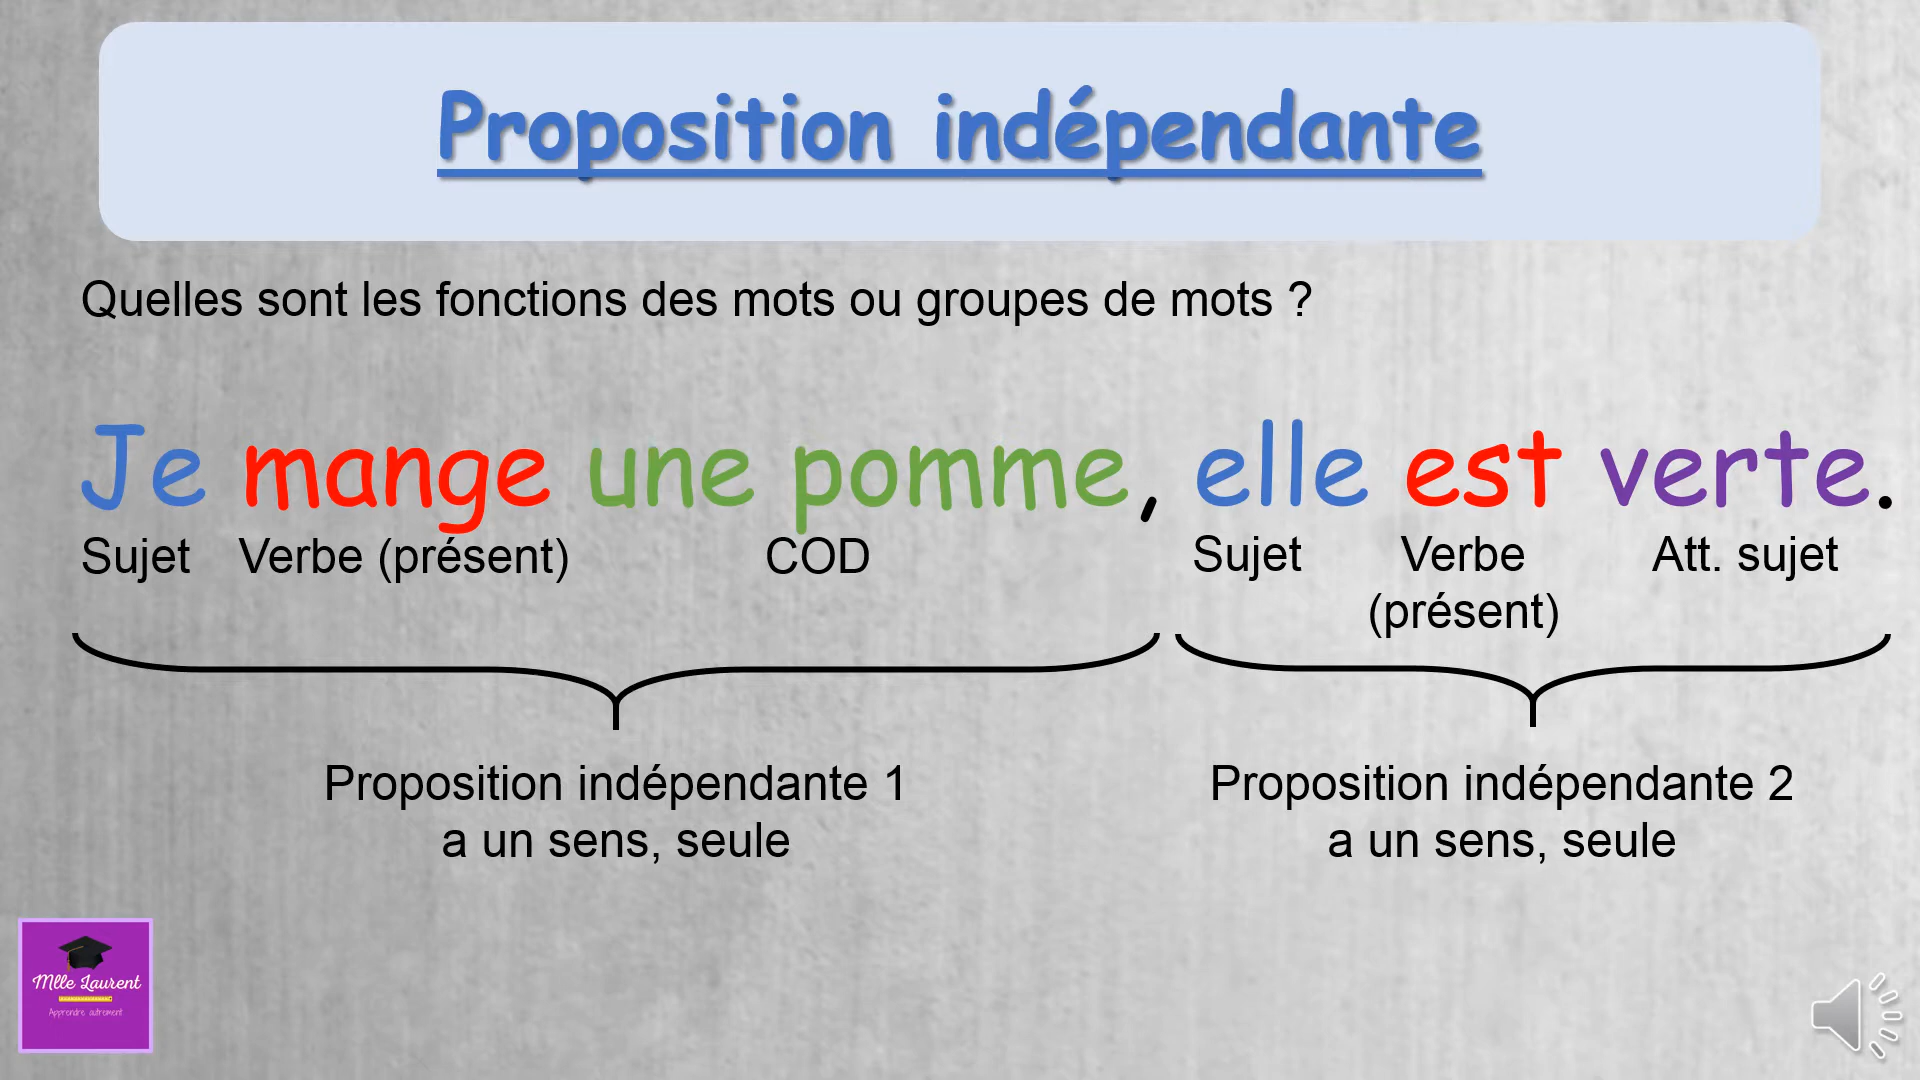 Proposition indépendante
Quelles sont les fonctions des mots ou groupes de mots ?
Je mange une pomme, elle est verte.
Sujet Verbe (présent) COD Sujet Verbe (présent) Att. sujet
Proposition indépendante 1
a un sens, seule
Proposition indépendante 2
a un sens, seule
Mlle Laurent
Apprendre autrement